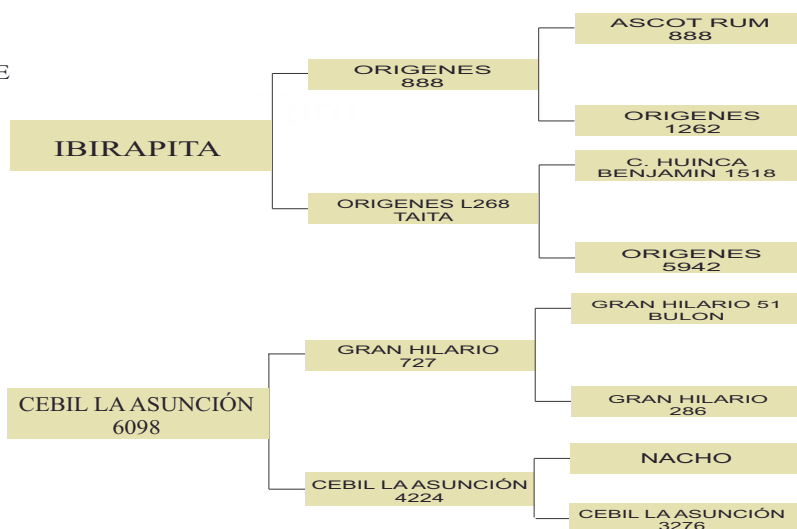 E
IBIRAPITA
ORIGENES
888
ASCOT RUM
888
ORIGENES
1262
ORIGENES L268
TAITA
C. HUINCA
BENJAMIN 1518
ORIGENES
5942
CEBIL LA ASUNCIÓN
6098
GRAN HILARIO
727
GRAN HILARIO 51
BULON
GRAN HILARIO
286
CEBIL LA ASUNCIÓN
4224
NACHO
CEBIL LA ASUNCIÓN
3276